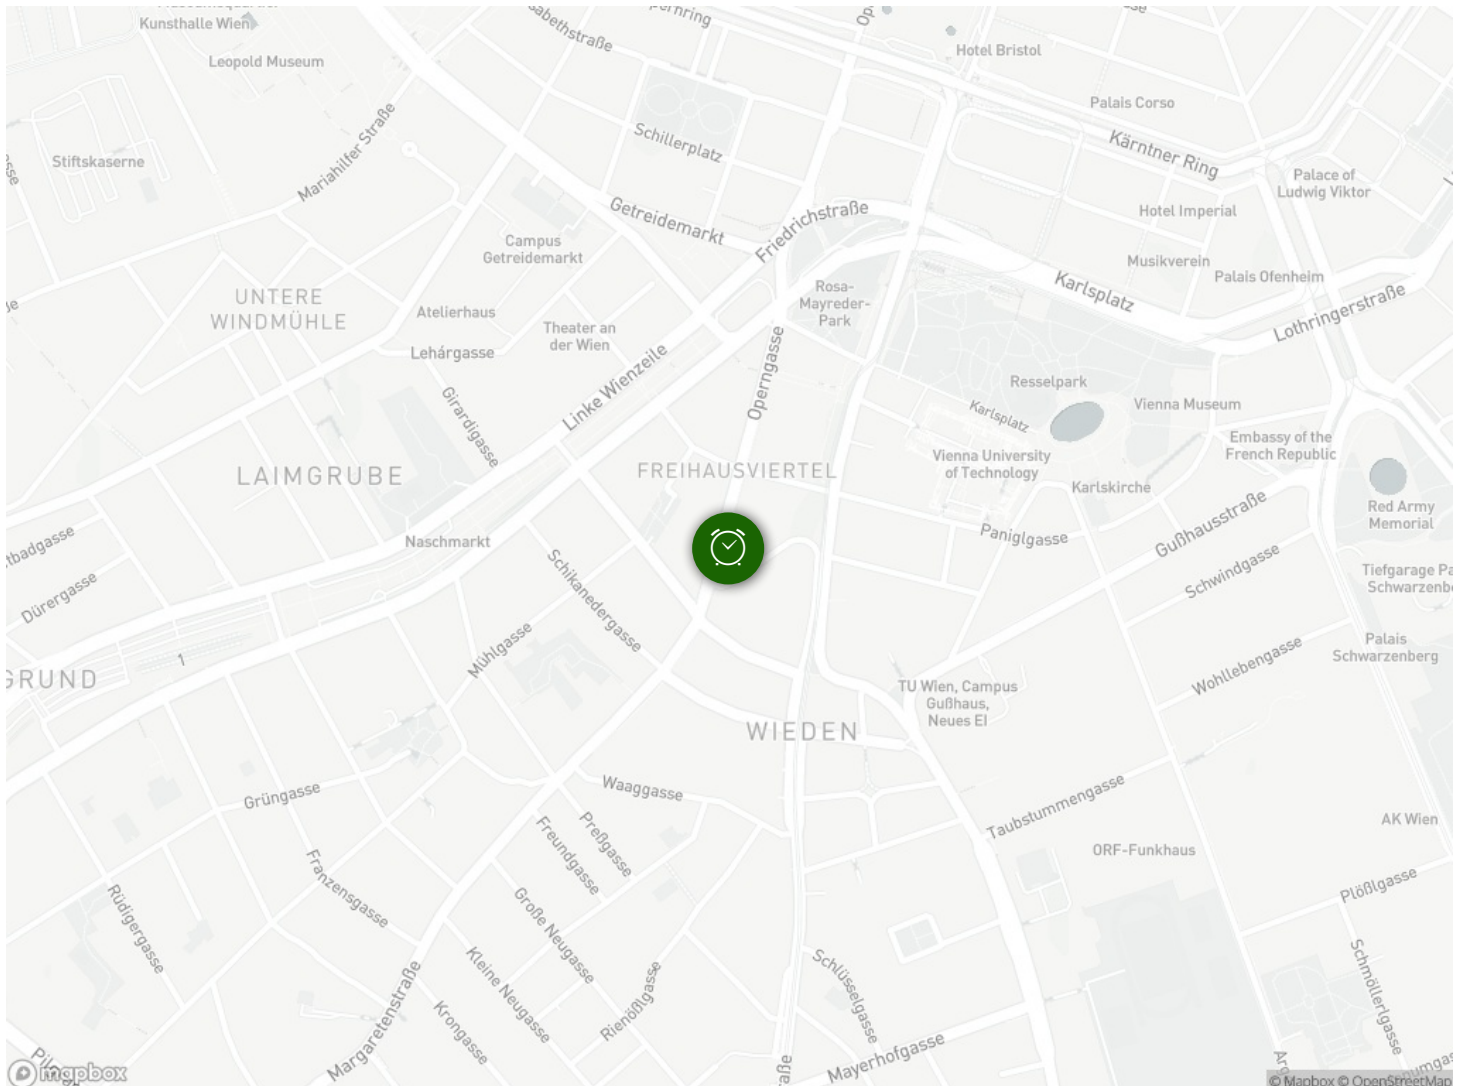 Kunsthalle Wien
Leopold Museum
Hotel Bristol
Palais Corso
Kärntner Ring
Schillerplatz
Stiftskaserne
Mariahilfer Straße
Palace of
Ludwig Viktor
Hotel Imperial
Getreidemarkt
Friedrichstraße
Campus
Getreidemarkt
Musikverein
Palais Ofenheim
Karlsplatz
Lothringerstraße
UNTERE
WINDMÜHLE
Rosa-
Mayreder-
Park
Atelierhaus
Theater an
der Wien
Lehárgasse
Linke Wienzeile
Operngasse
Girardigasse
Resselpark
Karlsplatz
Vienna Museum
Embassy of the
French Republic
LAIMGRUBE
FREIHAUSVIERTEL
Vienna University
of Technology
Karlskirche
Red Army
Memorial
Gußhausstraße
Paniglgasse
Naschmarkt
tbadgasse
Dürergasse
Schikanedergasse
Schwindgasse
Tiefgarage Pa
Schwarzenb
Mühlgasse
Palais
Schwarzenberg
Wohllebengasse
1
GRUND
TU Wien, Campus
Gußhaus,
Neues EI
WIEDEN
Waaggasse
Grüngasse
Taubstummengasse
AK Wien
Preßgasse
Freundgasse
ORF-Funkhaus
Franzensgasse
Plößlgasse
Rüdigergasse
Große Neugasse
Kleine Neugasse
Schlüsselgasse
Schmöllerlgasse
Rienößlgasse
Krongasse
Margaretenstraße
Mayerhofgasse
mapbox
© Mapbox © OpenStreetMap